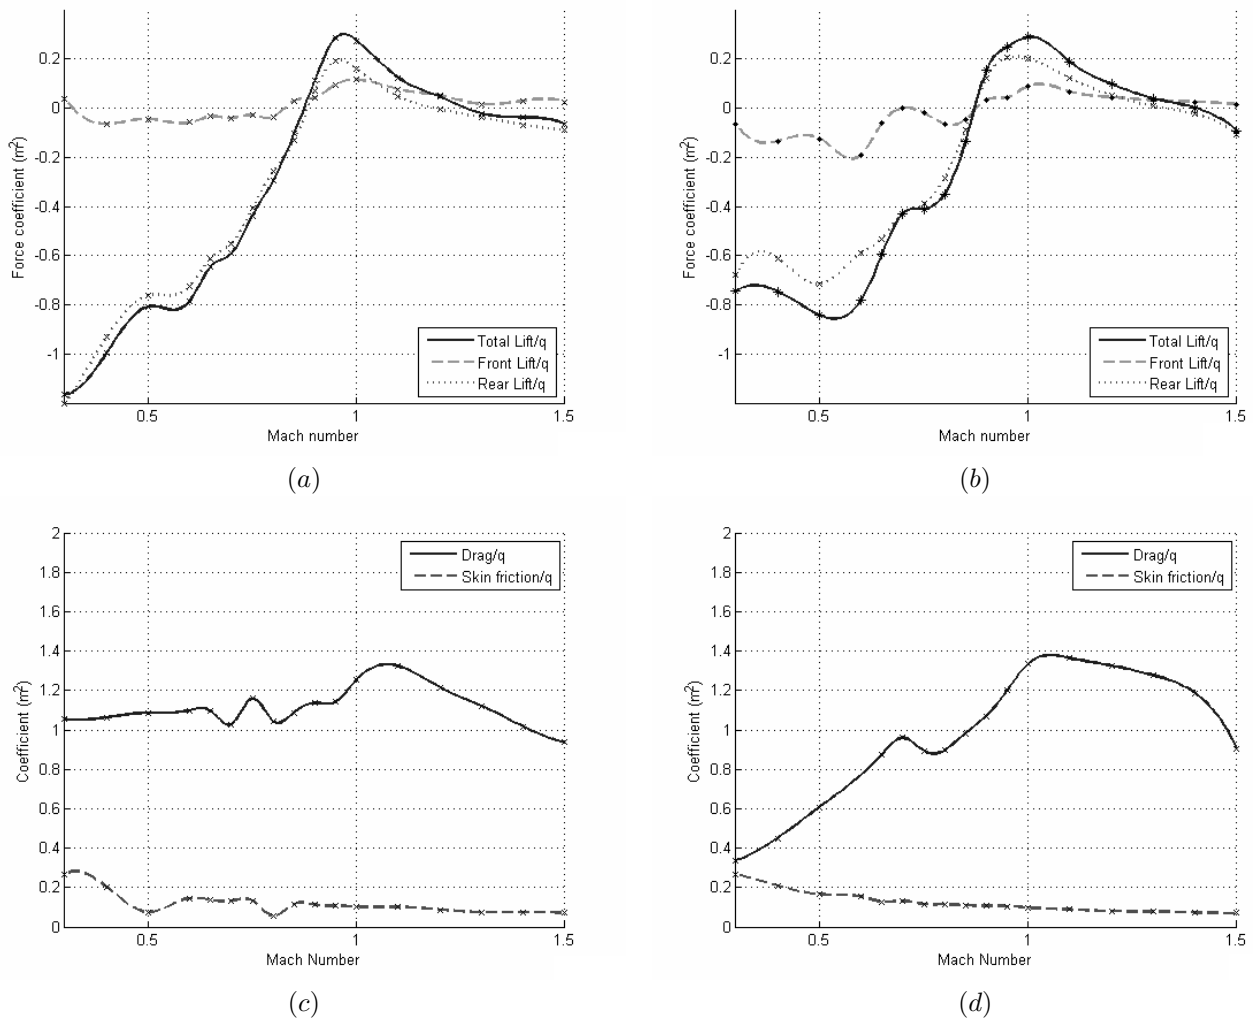 0.2
0
-0.2
-0.4
-0.6
-0.8
-1
Force coefficient (m²)
Total Lift/q
Front Lift/q
Rear Lift/q
0.5
1
1.5
Mach number
(a)
0.2
0
-0.2
-0.4
-0.6
-0.8
-1
Force coefficient (m²)
Total Lift/q
Front Lift/q
Rear Lift/q
0.5
1
1.5
Mach number
(b)
2
1.8
1.6
1.4
1.2
1
0.8
0.6
0.4
0.2
0
Coefficient (m²)
Drag/q
Skin friction/q
0.5
1
1.5
Mach Number
(c)
2
1.8
1.6
1.4
1.2
1
0.8
0.6
0.4
0.2
0
Coefficient (m²)
Drag/q
Skin friction/q
0.5
1
1.5
Mach Number
(d)